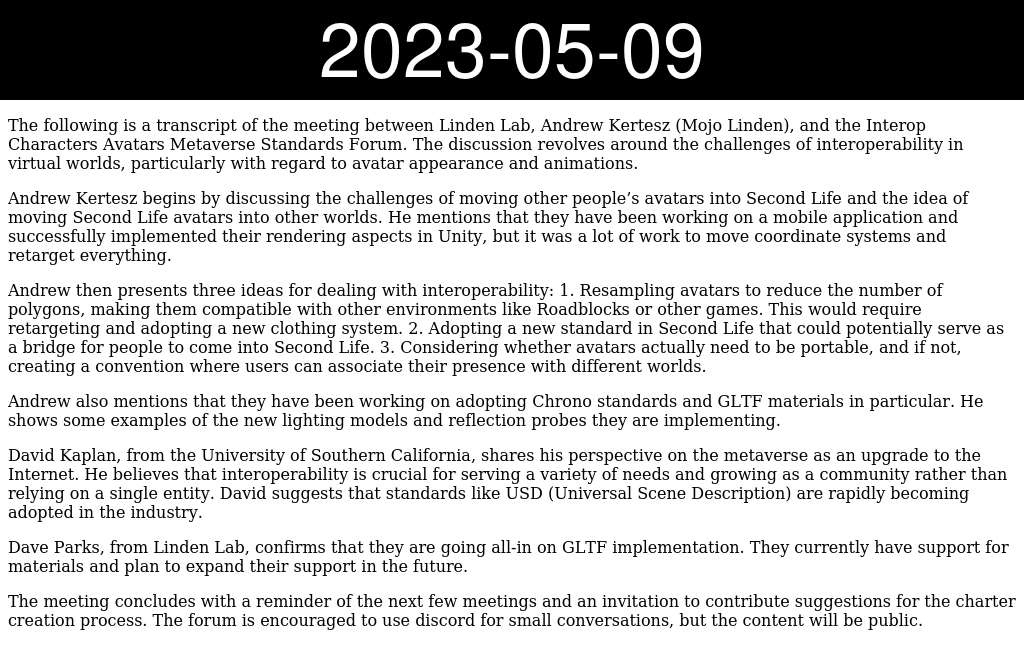 2023-05-09
The following is a transcript of the meeting between Linden Lab, Andrew Kertesz (Mojo Linden), and the Interop
Characters Avatars Metaverse Standards Forum. The discussion revolves around the challenges of interoperability in
virtual worlds, particularly with regard to avatar appearance and animations.
Andrew Kertesz begins by discussing the challenges of moving other people’s avatars into Second Life and the idea of
moving Second Life avatars into other worlds. He mentions that they have been working on a mobile application and
successfully implemented their rendering aspects in Unity, but it was a lot of work to move coordinate systems and
retarget everything.
Andrew then presents three ideas for dealing with interoperability: 1. Resampling avatars to reduce the number of
polygons, making them compatible with other environments like Roadblocks or other games. This would require
retargeting and adopting a new clothing system. 2. Adopting a new standard in Second Life that could potentially serve as
a bridge for people to come into Second Life. 3. Considering whether avatars actually need to be portable, and if not,
creating a convention where users can associate their presence with different worlds.
Andrew also mentions that they have been working on adopting Chrono standards and GLTF materials in particular. He
shows some examples of the new lighting models and reflection probes they are implementing.
David Kaplan, from the University of Southern California, shares his perspective on the metaverse as an upgrade to the
Internet. He believes that interoperability is crucial for serving a variety of needs and growing as a community rather than
relying on a single entity. David suggests that standards like USD (Universal Scene Description) are rapidly becoming
adopted in the industry.
Dave Parks, from Linden Lab, confirms that they are going all-in on GLTF implementation. They currently have support for
materials and plan to expand their support in the future.
The meeting concludes with a reminder of the next few meetings and an invitation to contribute suggestions for the charter
creation process. The forum is encouraged to use discord for small conversations, but the content will be public.